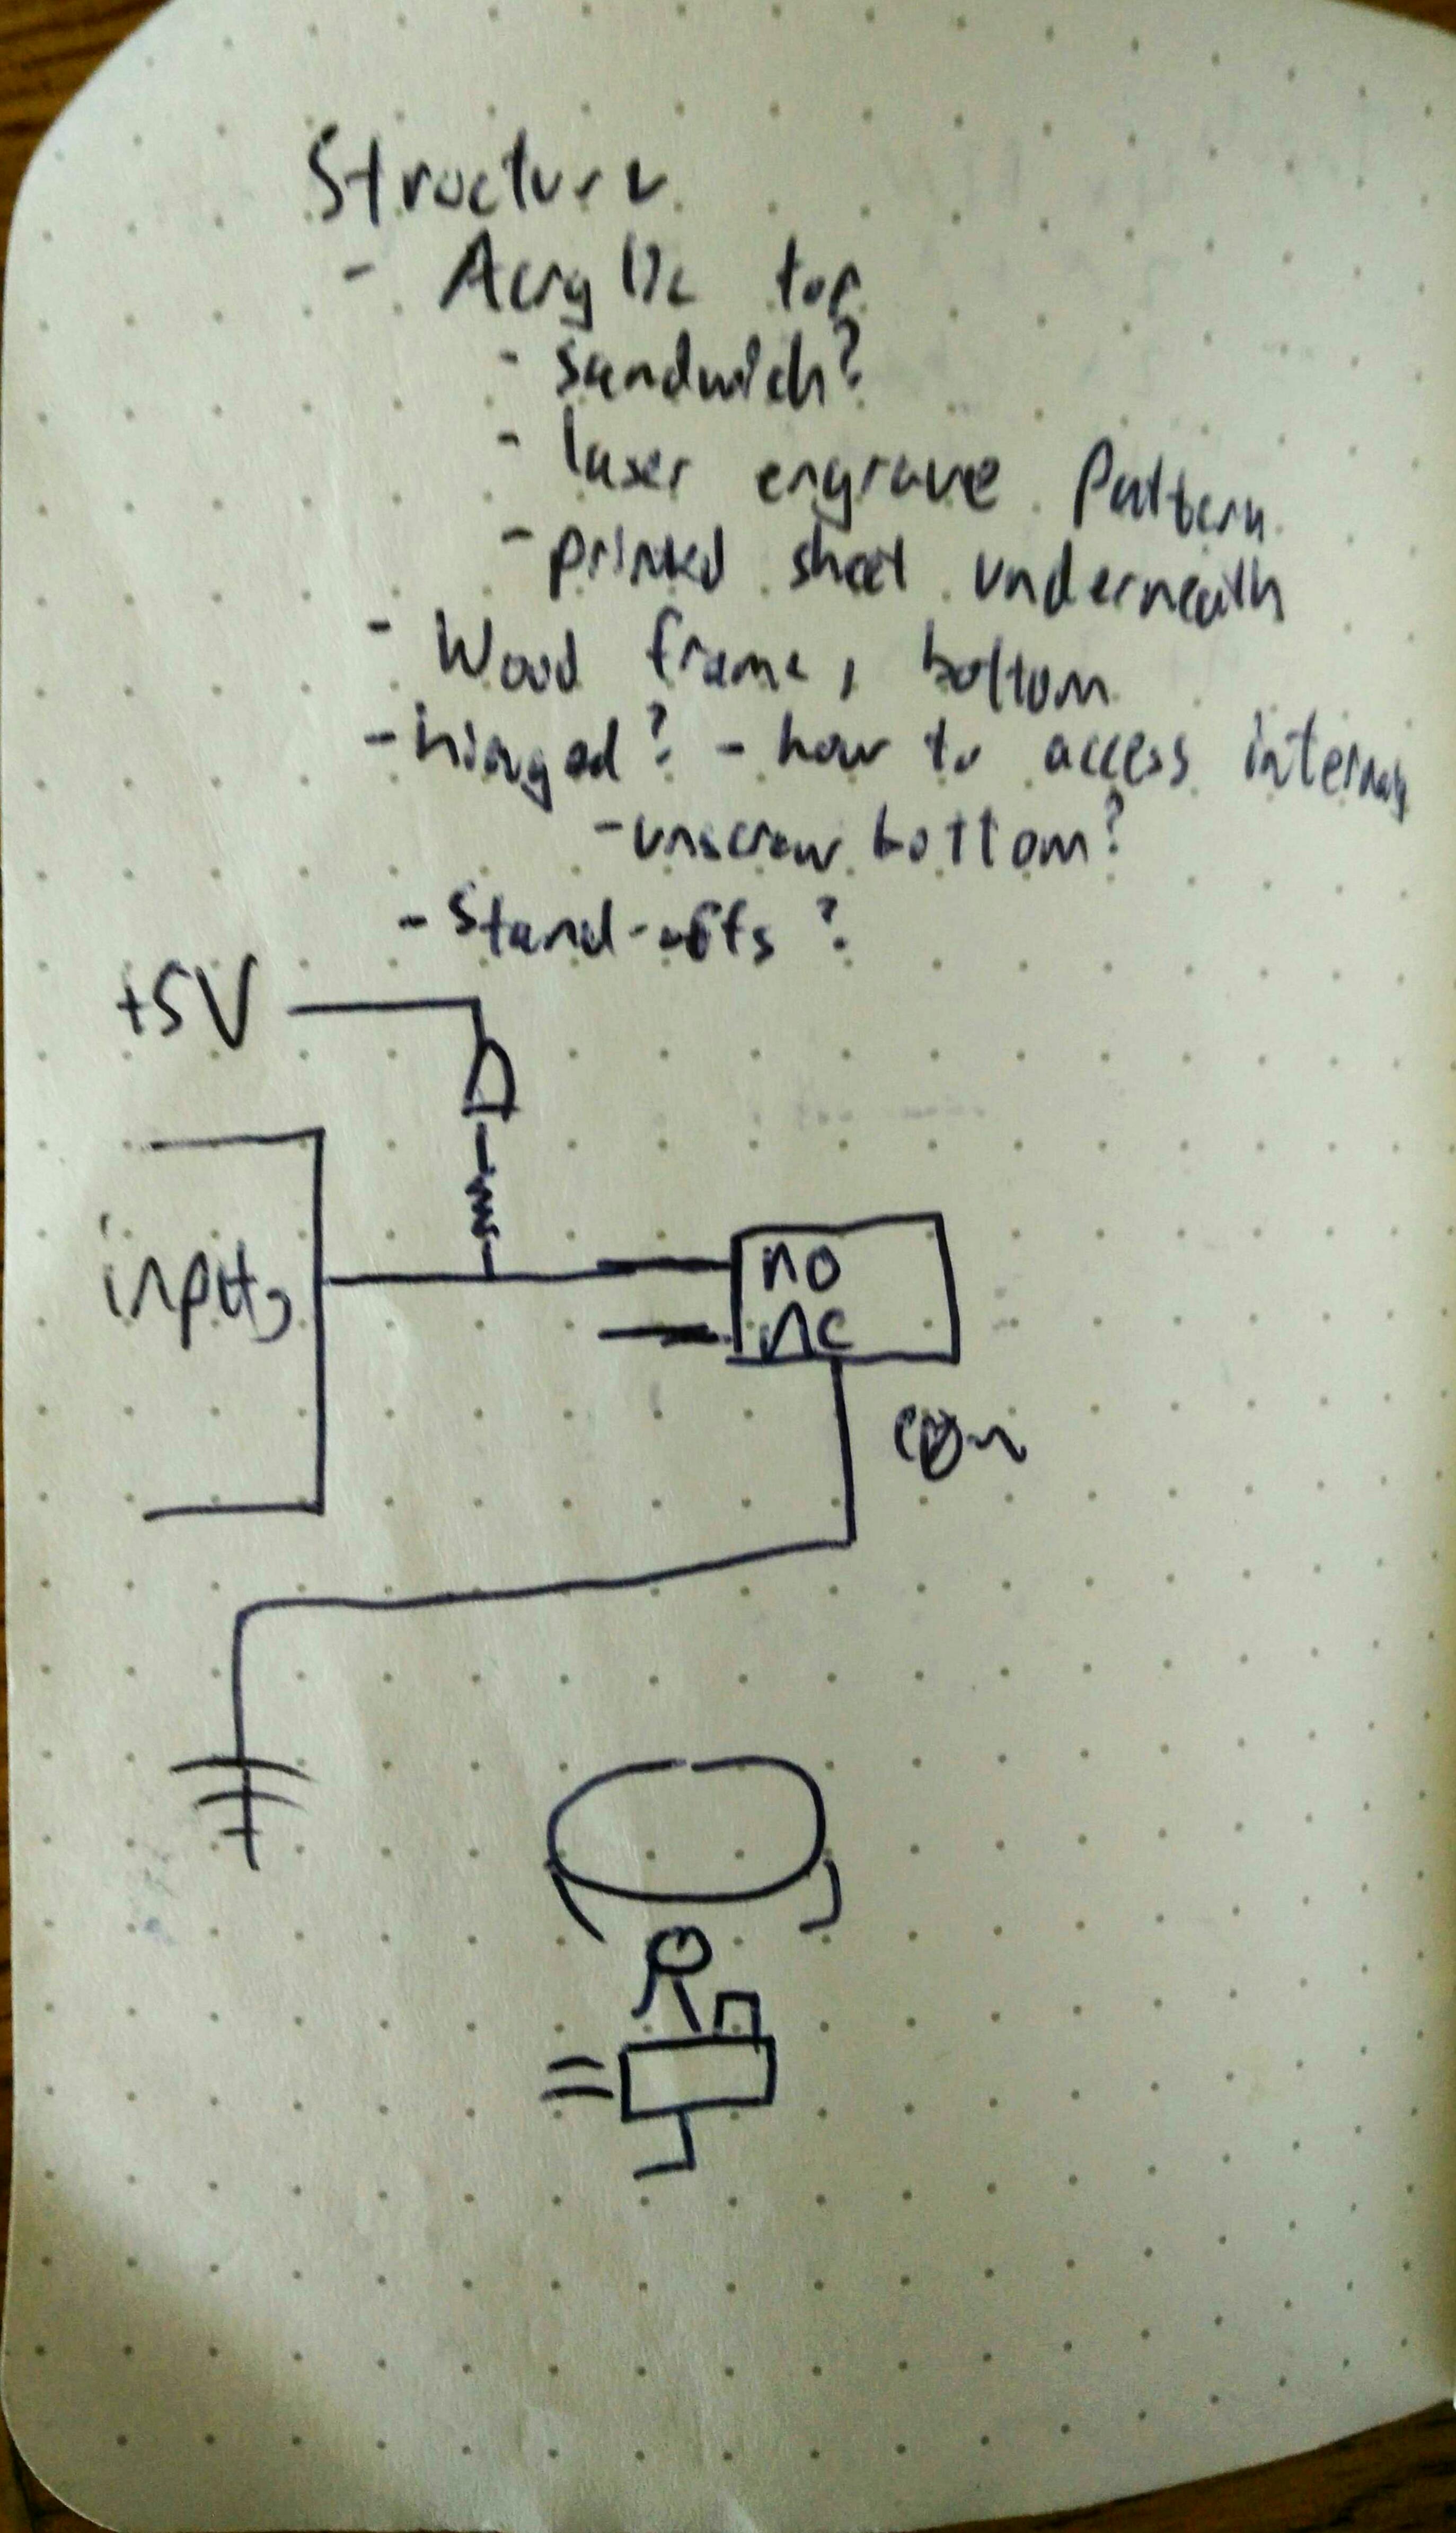 Structure
- Acrylic top
- sandwich?
- laser engrave pattern
- printed sheet underneath
- Wood frame, bottom
- hinged? - how to access internals
- unscrew bottom?
- Stand-offs?
+5V
inputs
no
nc
com